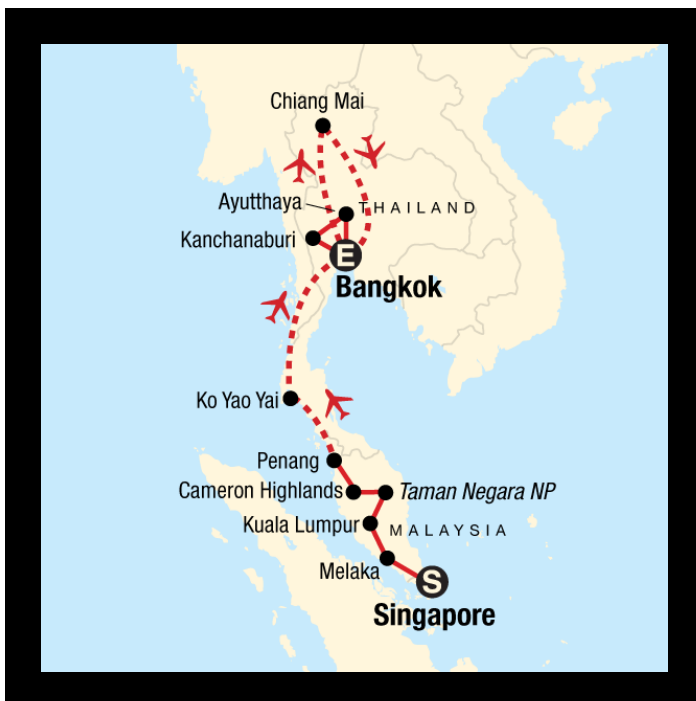 Chiang Mai
Ayutthaya
THAILAND
Kanchanaburi
E
Bangkok
Ko Yao Yai
Penang
Cameron Highlands
Taman Negara NP
Kuala Lumpur
MALAYSIA
Melaka
S
Singapore